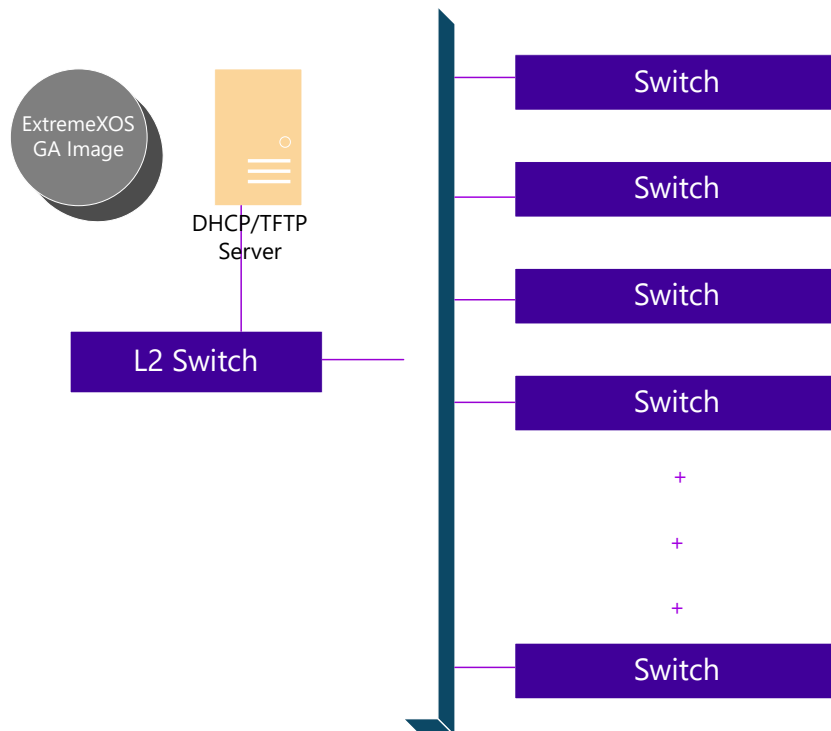 ExtremeXOS
GA Image
DHCP/TFTP
Server
L2 Switch
Switch
Switch
Switch
Switch
+
+
+
Switch